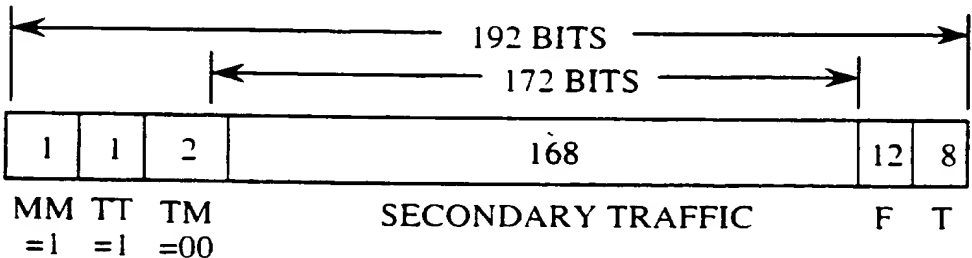 192 BITS
172 BITS
1 1 2 168 12 8
MM TT TM SECONDARY TRAFFIC F T
=1 =1 =00